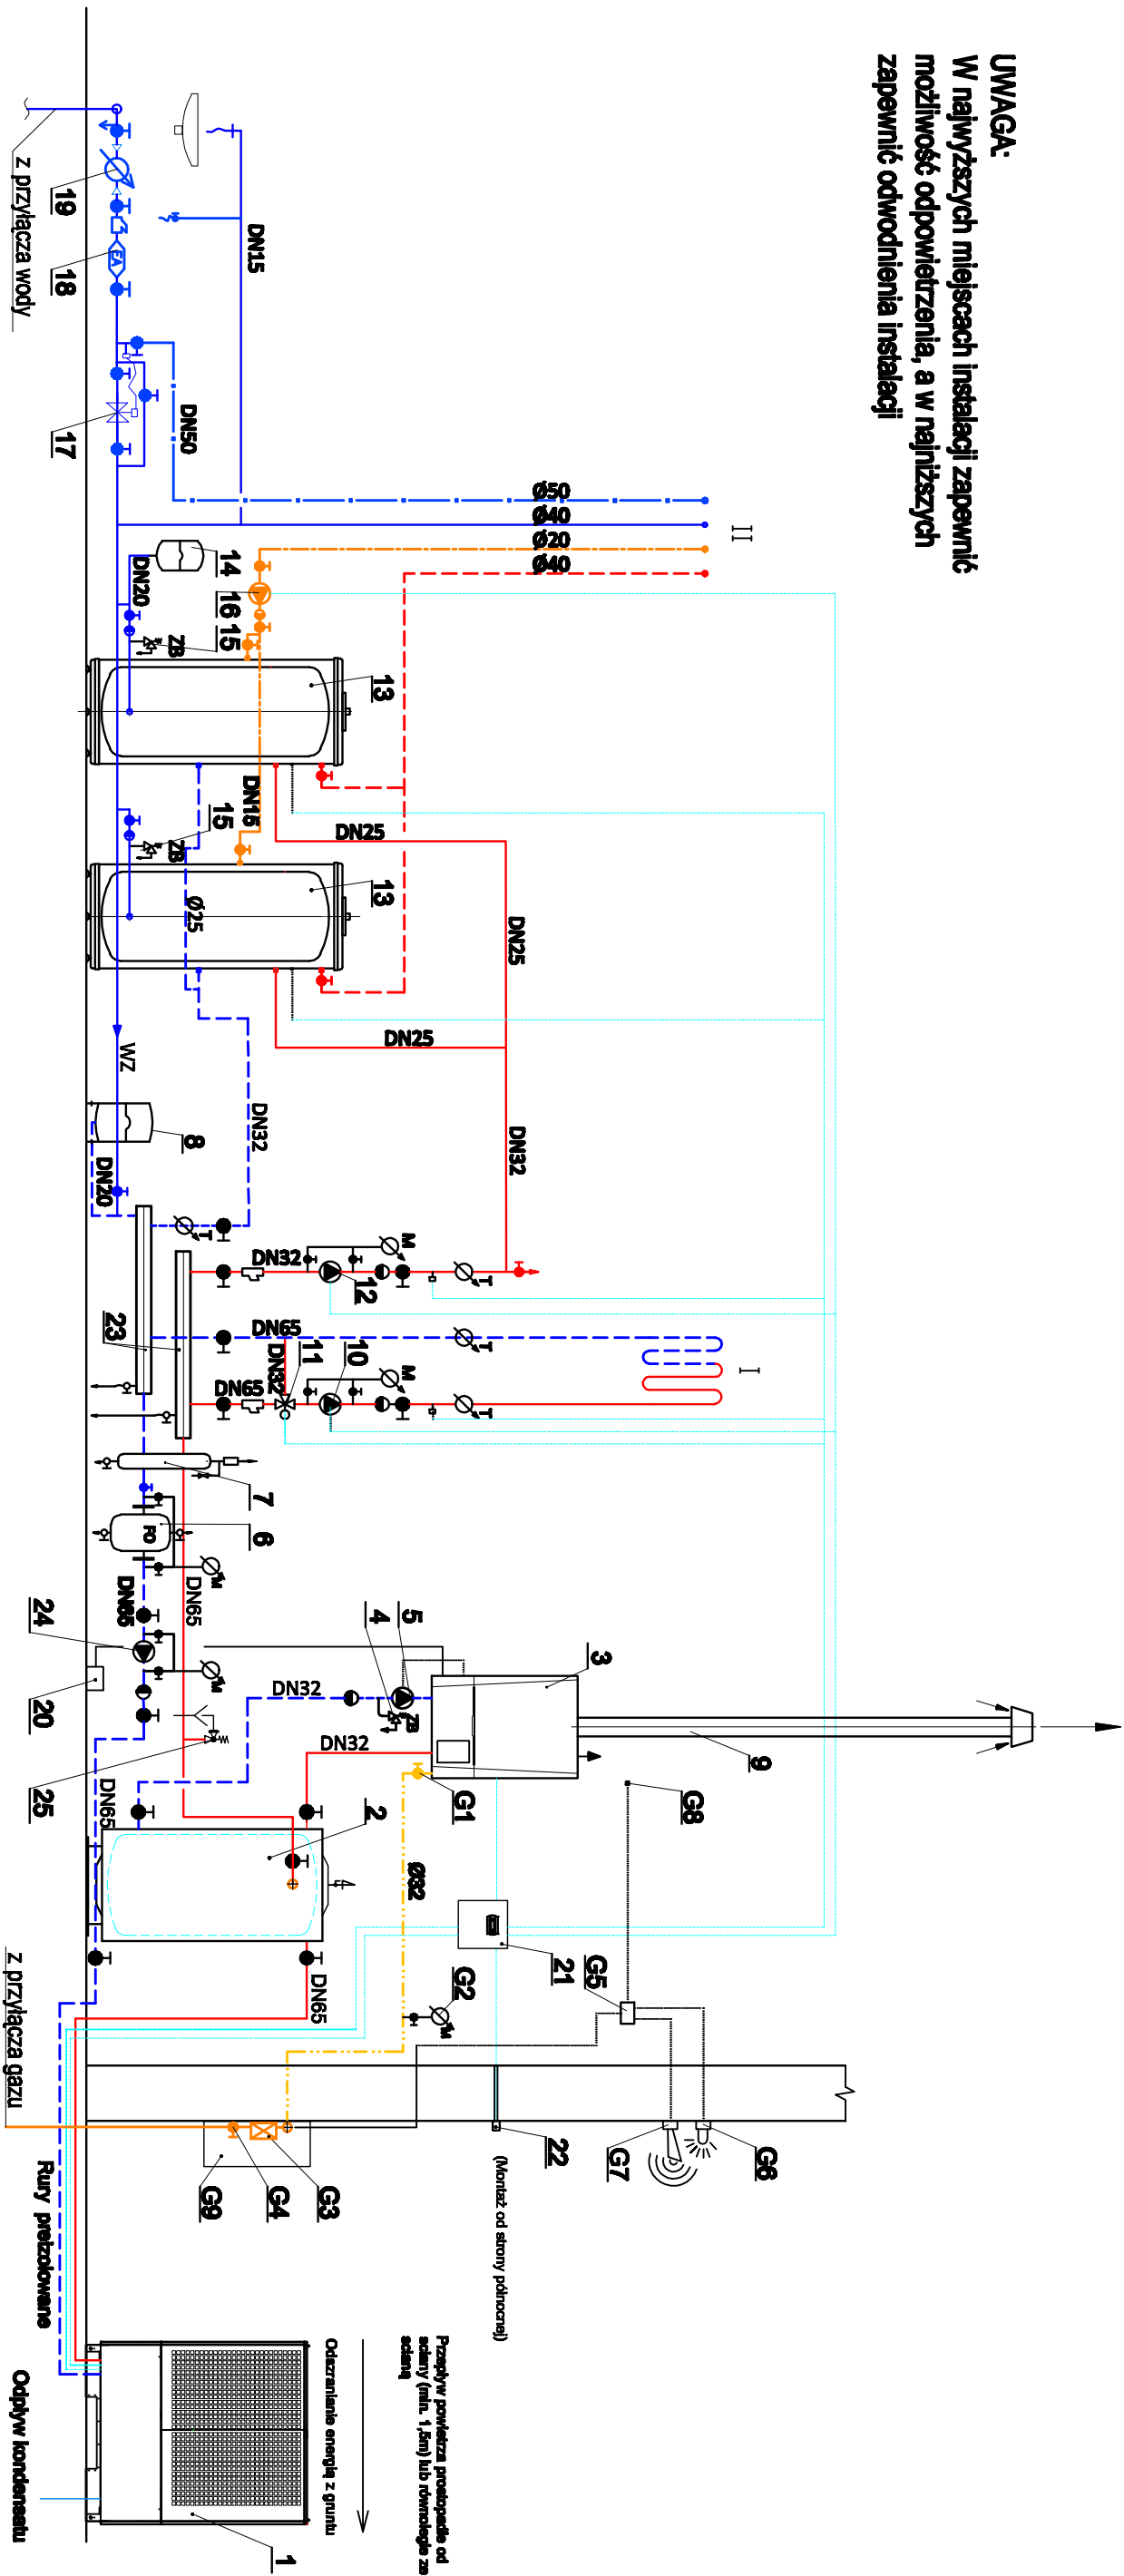 UWAGA:
W najwyższych miejscach instalacji zapewnić
możliwość odpowietrzenia, a w najniższych
zapewnić odwodnienia instalacji
z przyłącza wody
19
18
17
DN15
DN50
Ø50
Ø40
Ø20
Ø40
II
14
16
15
DN20
ZB
13
DN15
15
ZB
13
Ø25
DN25
DN25
DN25
DN32
WZ
8
DN20
DN32
T
23
DN32
12
M
T
DN65
T
DN32
11
10
DN65
M
T
I
7
6
FO
M
DN65
DN65
24
20
M
25
4
5
ZB
3
DN32
DN32
9
G1
2
DN65
Ø32
G8
21
G5
G2
M
DN65
z przyłącza gazu
22
(Montaż od strony północnej)
G6
G7
G3
G4
G9
Rury preizolowane
Przepływ powietrza prostopadle od
ściany (min. 1,5m) lub równolegle ze
ścianą
Odszranianie energią z gruntu
1
Odpływ kondensatu
EA